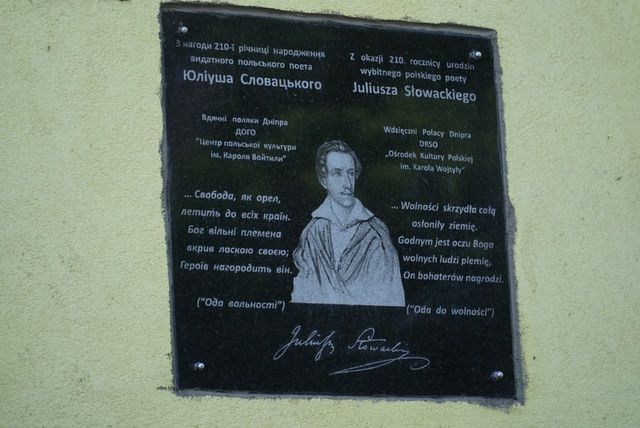 З нагоди 210-ї річниці народження
видатного польського поета
Юліуша Словацького
Вдячні поляки Дніпра
ДОГО
"Центр польської культури
ім. Кароля Войтили"
... Свобода, як орел,
летить до всіх країн.
Бог вільні племена
вкрив ласкою своєю;
Героїв нагородить він.
("Ода вольності")
Z okazji 210. rocznicy urodzin
wybitnego polskiego poety
Juliusza Słowackiego
Wdzięczni Polacy Dnipra
DRSO
„Ośrodek Kultury Polskiej
im. Karola Wojtyły"
... Wolności skrzydła całą
osłoniły ziemię.
Godnym jest oczu Boga
wolnych ludzi plemię,
On bohaterów nagrodzi.
("Oda do wolności")
Juliusz Słowacki